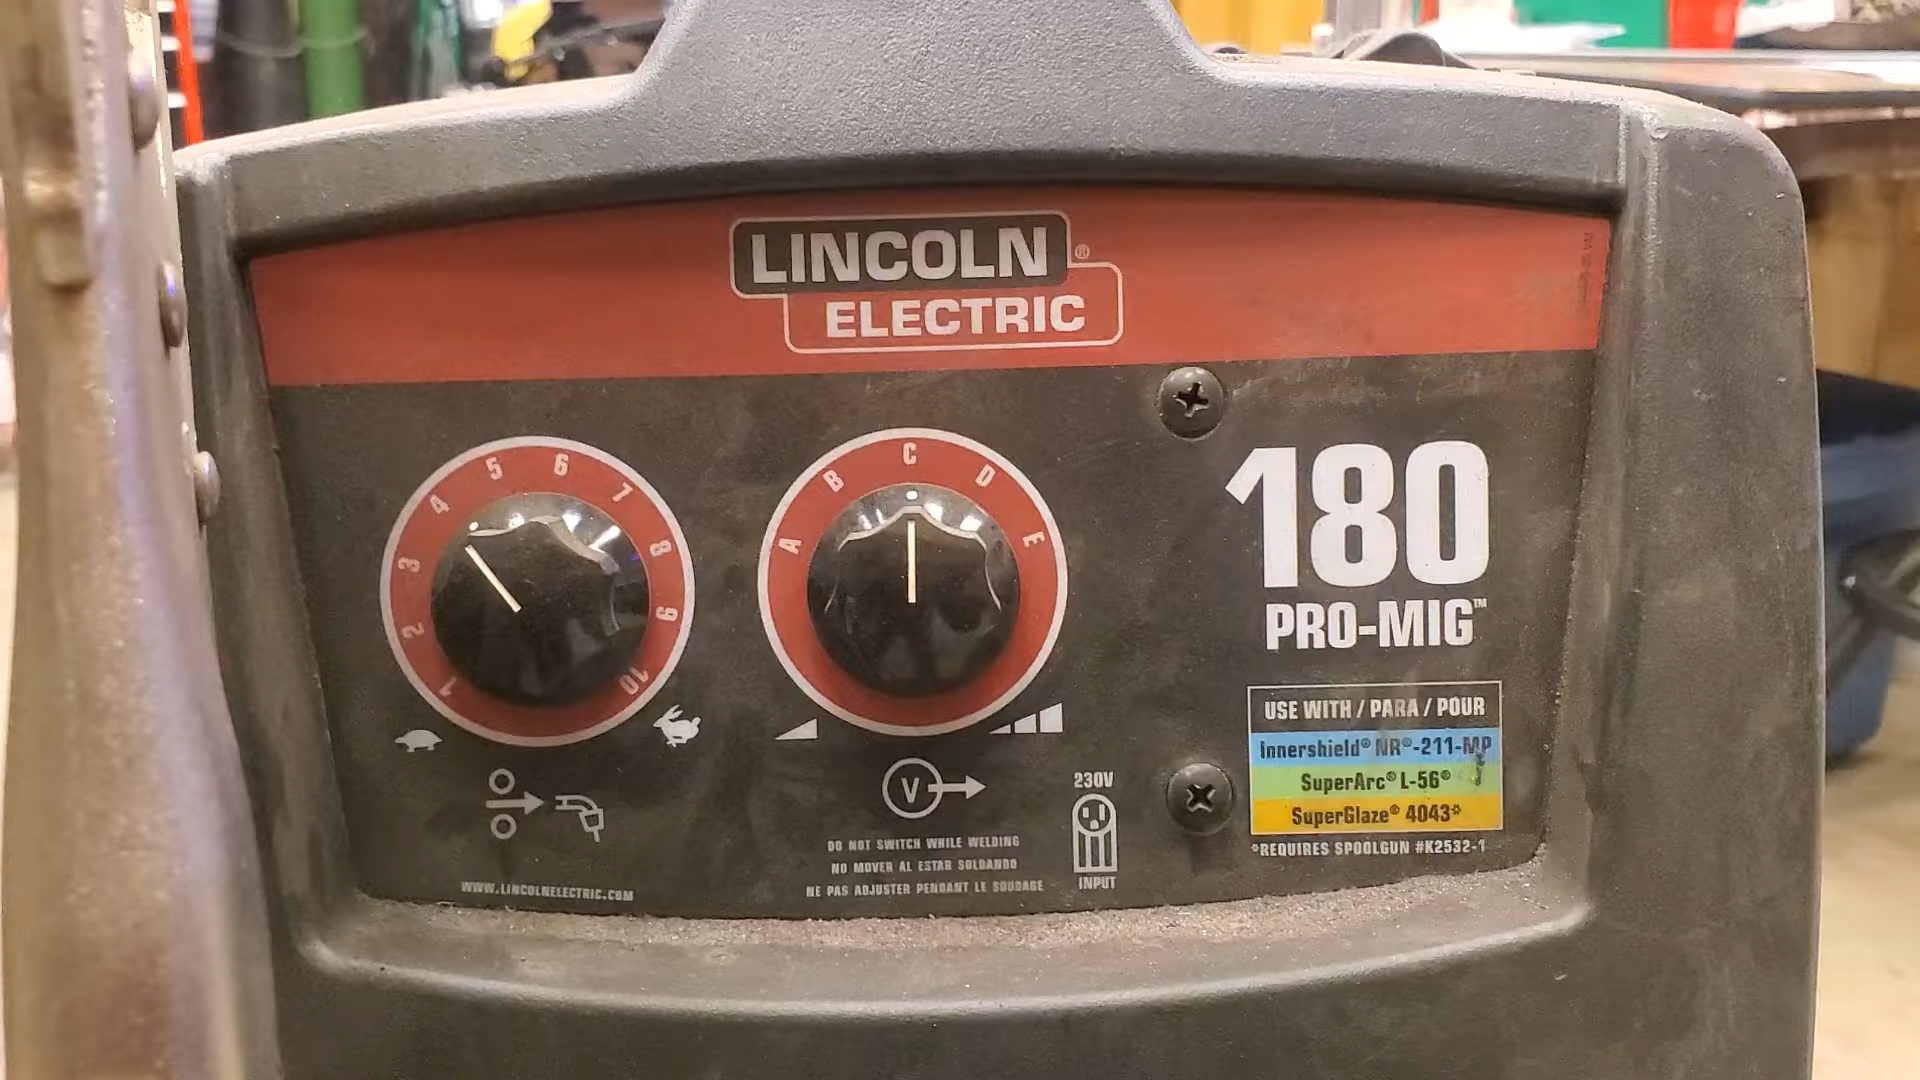 LINCOLN®
ELECTRIC
1 2 3 4 5 6 7 8 9 10
A B C D E
180
PRO-MIG™
USE WITH / PARA / POUR
Innershield® NR®-211-MP
SuperArc® L-56®
SuperGlaze® 4043*
*REQUIRES SPOOLGUN #K2532-1
V
230V
INPUT
DO NOT SWITCH WHILE WELDING
NO MOVER AL ESTAR SOLDANDO
NE PAS ADJUSTER PENDANT LE SOUDAGE
WWW.LINCOLNELECTRIC.COM